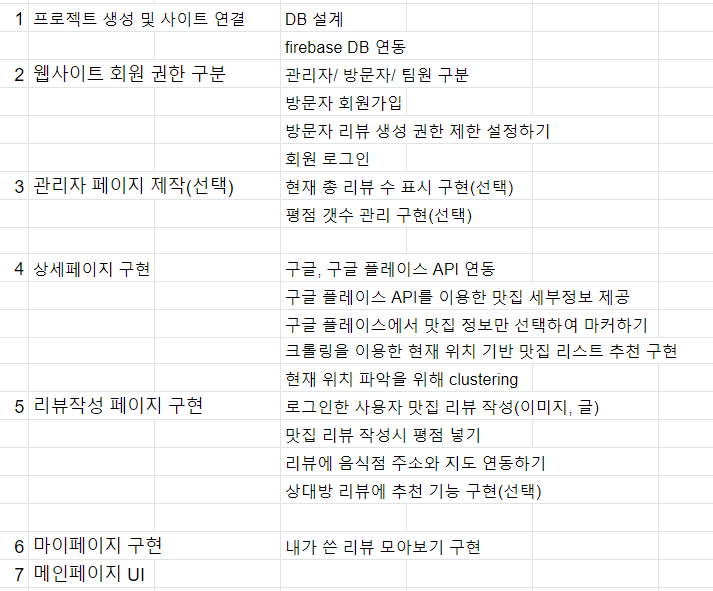 1 프로젝트 생성 및 사이트 연결 DB 설계
firebase DB 연동
2 웹사이트 회원 권한 구분 관리자/ 방문자/ 팀원 구분
방문자 회원가입
방문자 리뷰 생성 권한 제한 설정하기
회원 로그인
3 관리자 페이지 제작(선택) 현재 총 리뷰 수 표시 구현(선택)
평점 갯수 관리 구현(선택)
4 상세페이지 구현 구글, 구글 플레이스 API 연동
구글 플레이스 API를 이용한 맛집 세부정보 제공
구글 플레이스에서 맛집 정보만 선택하여 마커하기
크롤링을 이용한 현재 위치 기반 맛집 리스트 추천 구현
현재 위치 파악을 위해 clustering
5 리뷰작성 페이지 구현 로그인한 사용자 맛집 리뷰 작성(이미지, 글)
맛집 리뷰 작성시 평점 넣기
리뷰에 음식점 주소와 지도 연동하기
상대방 리뷰에 추천 기능 구현(선택)
6 마이페이지 구현 내가 쓴 리뷰 모아보기 구현
7 메인페이지 UI